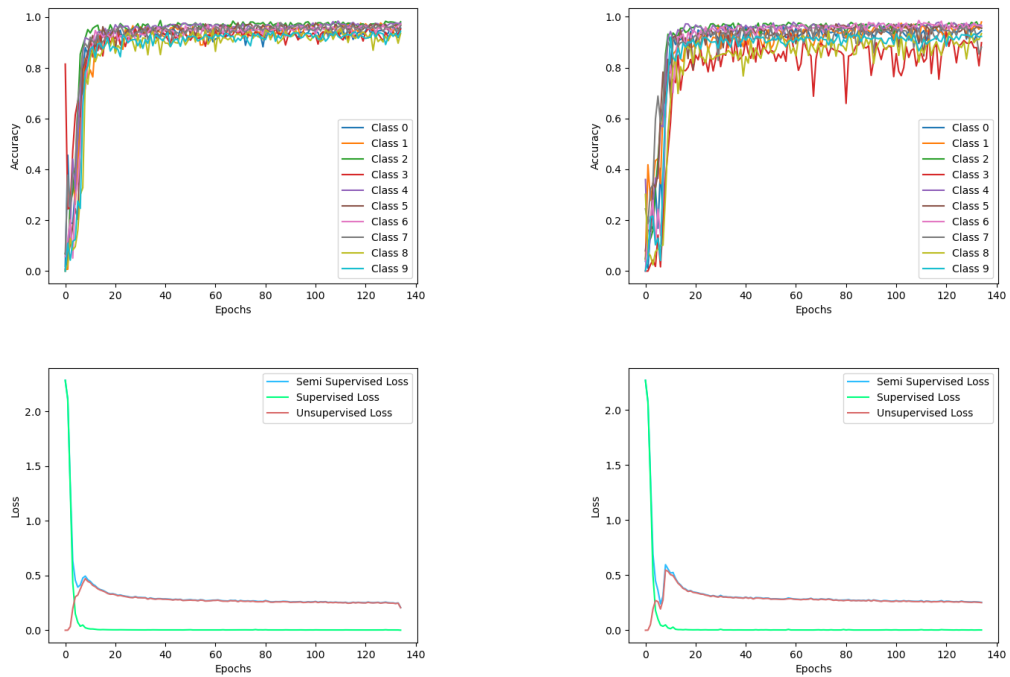 1.0
0.8
0.6
0.4
0.2
0.0
Accuracy
0 20 40 60 80 100 120 140
Epochs
Class 0
Class 1
Class 2
Class 3
Class 4
Class 5
Class 6
Class 7
Class 8
Class 9
1.0
0.8
0.6
0.4
0.2
0.0
Accuracy
0 20 40 60 80 100 120 140
Epochs
Class 0
Class 1
Class 2
Class 3
Class 4
Class 5
Class 6
Class 7
Class 8
Class 9
2.0
1.5
1.0
0.5
0.0
Loss
0 20 40 60 80 100 120 140
Epochs
Semi Supervised Loss
Supervised Loss
Unsupervised Loss
2.0
1.5
1.0
0.5
0.0
Loss
0 20 40 60 80 100 120 140
Epochs
Semi Supervised Loss
Supervised Loss
Unsupervised Loss